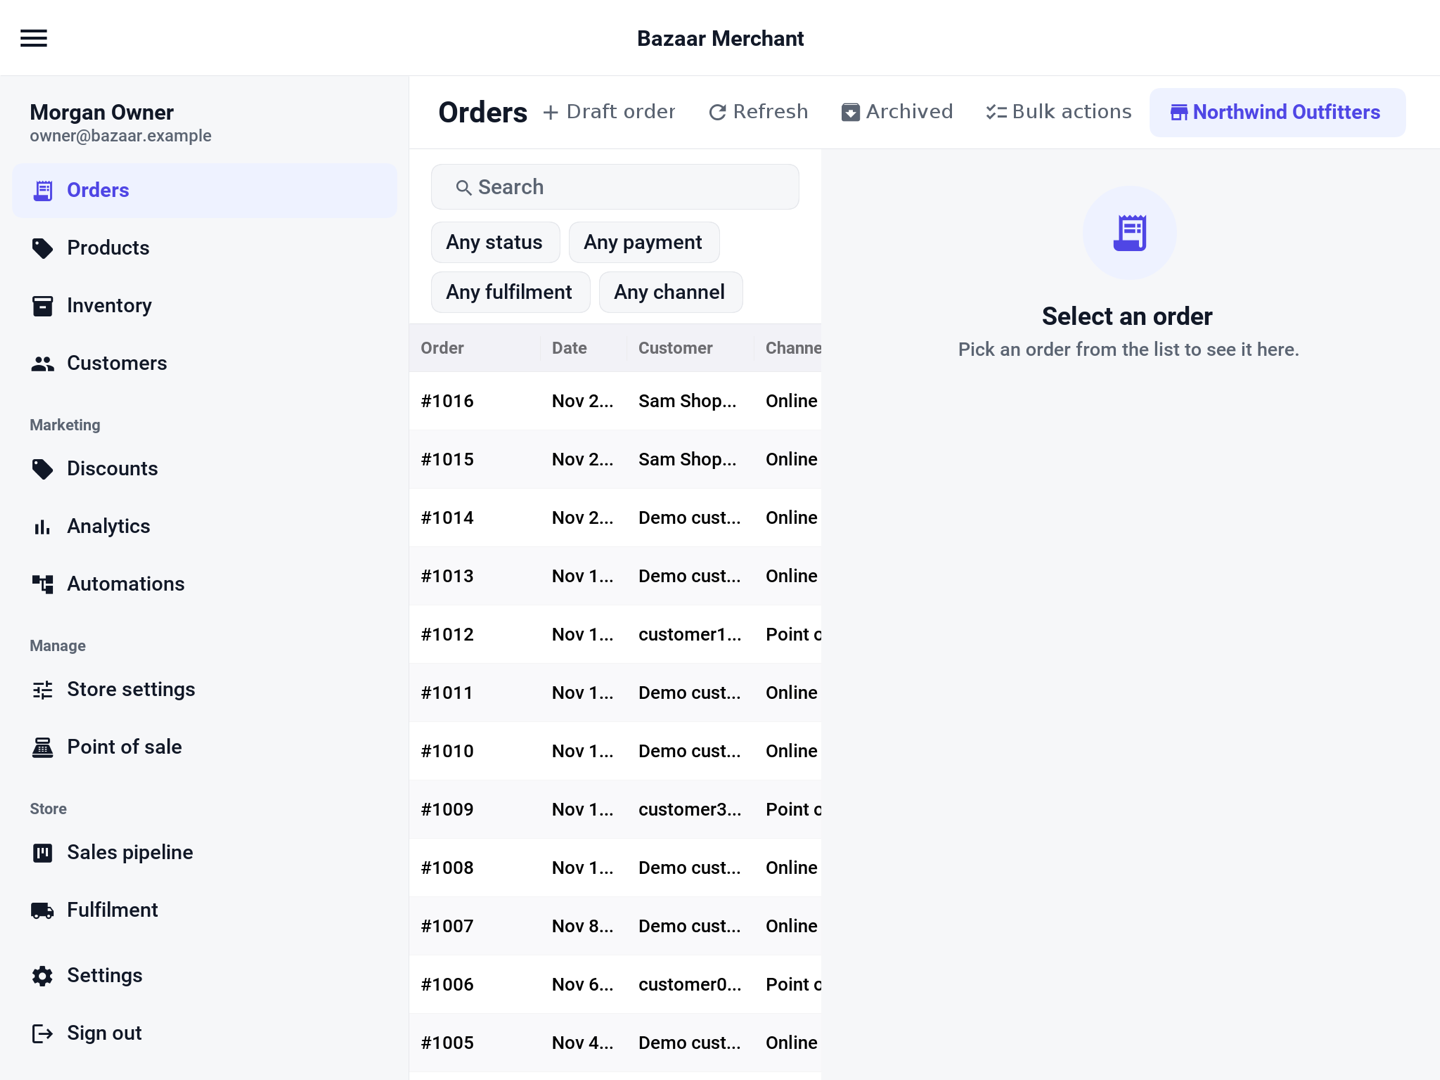 Bazaar Merchant
Morgan Owner
owner@bazaar.example
Orders
Products
Inventory
Customers
Marketing
Discounts
Analytics
Automations
Manage
Store settings
Point of sale
Store
Sales pipeline
Fulfilment
Settings
Sign out
Orders
Draft order
Refresh
Archived
Bulk actions
Northwind Outfitters
Search
Any status
Any payment
Any fulfilment
Any channel
Order Date Customer Channe
#1016 Nov 2... Sam Shop... Online
#1015 Nov 2... Sam Shop... Online
#1014 Nov 2... Demo cust... Online
#1013 Nov 1... Demo cust... Online
#1012 Nov 1... customer1... Point o
#1011 Nov 1... Demo cust... Online
#1010 Nov 1... Demo cust... Online
#1009 Nov 1... customer3... Point o
#1008 Nov 1... Demo cust... Online
#1007 Nov 8... Demo cust... Online
#1006 Nov 6... customer0... Point o
#1005 Nov 4... Demo cust... Online
Select an order
Pick an order from the list to see it here.